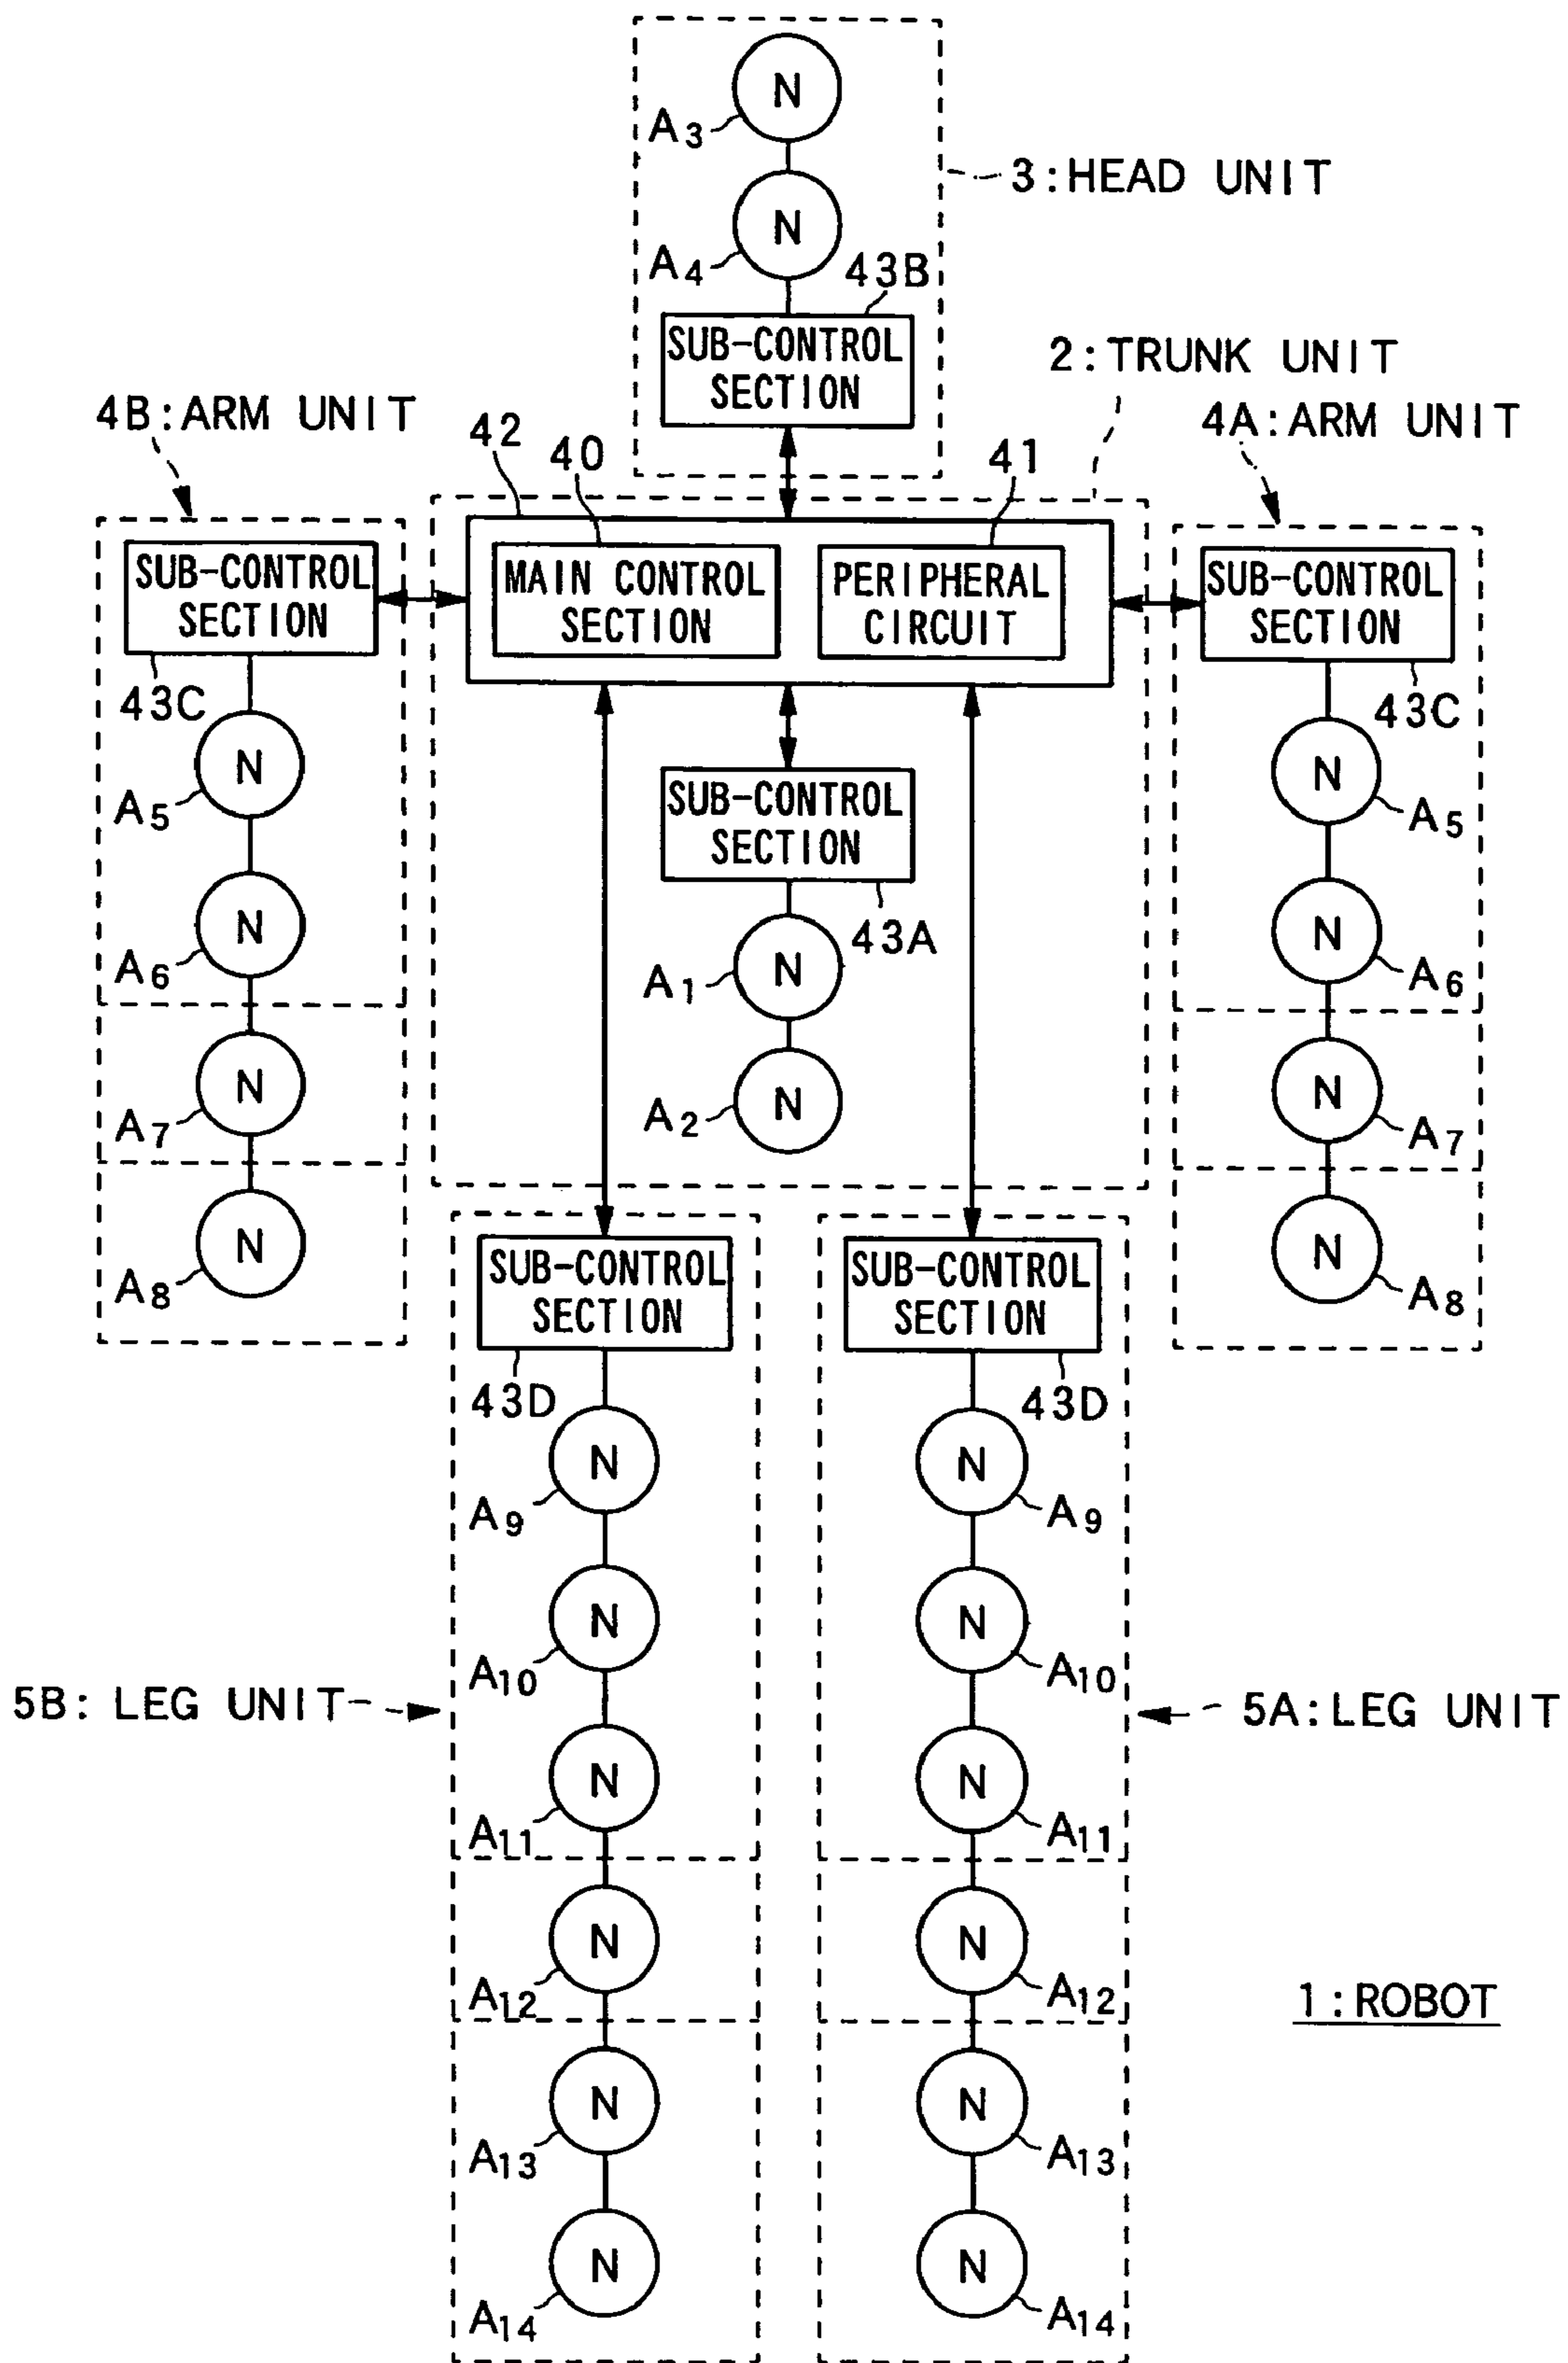 N
A3
3:HEAD UNIT
N
A4
43B
SUB-CONTROL
SECTION
2:TRUNK UNIT
4B:ARM UNIT
4A:ARM UNIT
42
40
41
SUB-CONTROL
SECTION
MAIN CONTROL
SECTION
PERIPHERAL
CIRCUIT
SUB-CONTROL
SECTION
43C
43C
N
A5
N
A6
N
A7
N
A8
SUB-CONTROL
SECTION
43A
N
A1
N
A2
N
A5
N
A6
N
A7
N
A8
SUB-CONTROL
SECTION
43D
N
A9
N
A10
5B: LEG UNIT
N
A11
N
A12
N
A13
N
A14
SUB-CONTROL
SECTION
43D
N
A9
N
A10
5A:LEG UNIT
N
A11
N
A12
N
A13
N
A14
1:ROBOT